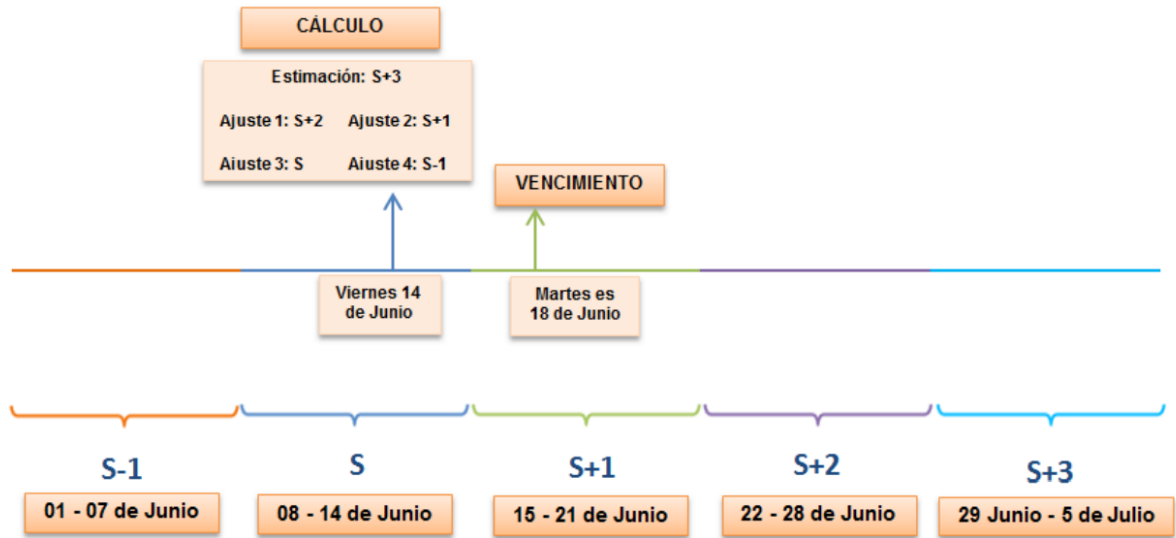 CÁLCULO
Estimación: S+3
Ajuste 1: S+2 Ajuste 2: S+1
Aiuste 3: S Aiuste 4: S-1
VENCIMIENTO
Viernes 14
de Junio
Martes es
18 de Junio
S-1
S
S+1
S+2
S+3
01 - 07 de Junio
08 - 14 de Junio
15 - 21 de Junio
22 - 28 de Junio
29 Junio - 5 de Julio